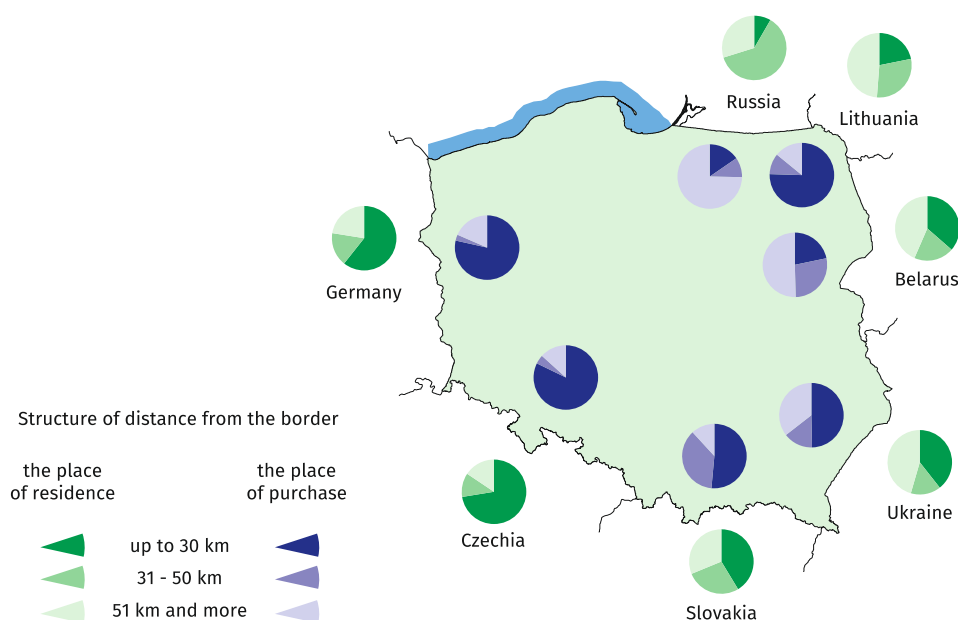 Russia
Lithuania
Belarus
Germany
Structure of distance from the border
the place
of residence
the place
of purchase
up to 30 km
31 - 50 km
51 km and more
Czechia
Ukraine
Slovakia